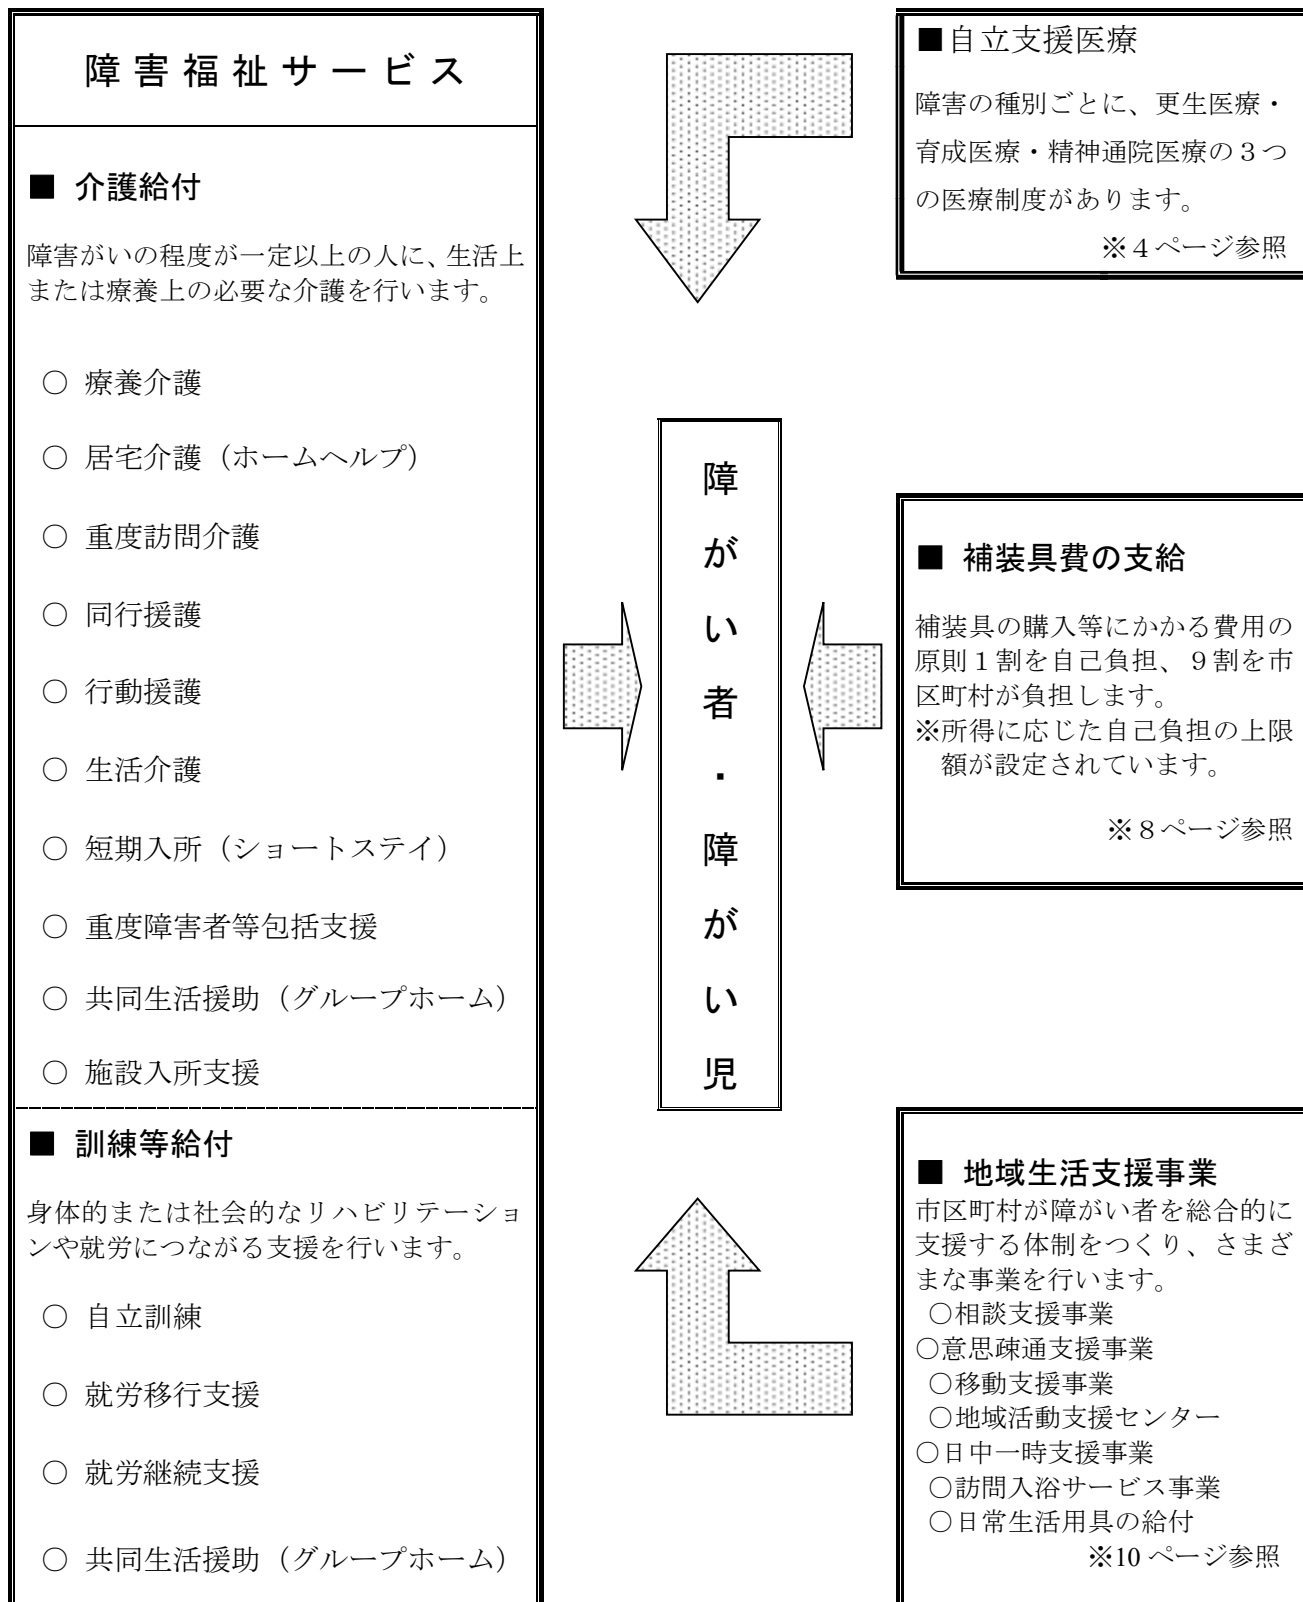 障害福祉サービス
■ 介護給付
障害がいの程度が一定以上の人に、生活上
または療養上の必要な介護を行います。
○ 療養介護
○ 居宅介護（ホームヘルプ）
○ 重度訪問介護
○ 同行援護
○ 行動援護
○ 生活介護
○ 短期入所（ショートステイ）
○ 重度障害者等包括支援
○ 共同生活援助（グループホーム）
○ 施設入所支援
■ 訓練等給付
身体的または社会的なリハビリテーショ
ンや就労につながる支援を行います。
○ 自立訓練
○ 就労移行支援
○ 就労継続支援
○ 共同生活援助（グループホーム）
障がい者・障がい児
■自立支援医療
障害の種別ごとに、更生医療・
育成医療・精神通院医療の３つ
の医療制度があります。
※４ページ参照
■ 補装具費の支給
補装具の購入等にかかる費用の
原則１割を自己負担、９割を市
区町村が負担します。
※所得に応じた自己負担の上限
額が設定されています。
※８ページ参照
■ 地域生活支援事業
市区町村が障がい者を総合的に
支援する体制をつくり、さまざ
まな事業を行います。
○相談支援事業
○意思疎通支援事業
○移動支援事業
○地域活動支援センター
○日中一時支援事業
○訪問入浴サービス事業
○日常生活用具の給付
※10 ページ参照